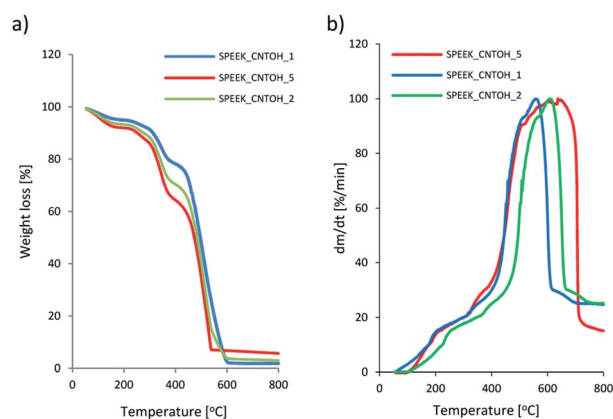 a)
SPEEK_CNTOH_1
SPEEK_CNTOH_5
SPEEK_CNTOH_2
120
100
80
60
40
20
0
Weight loss [%]
0 200 400 600 800
Temperature [°C]
b)
SPEEK_CNTOH_5
SPEEK_CNTOH_1
SPEEK_CNTOH_2
120
100
80
60
40
20
0
dm/dt [%/min]
0 200 400 600 800
Temperature [°C]